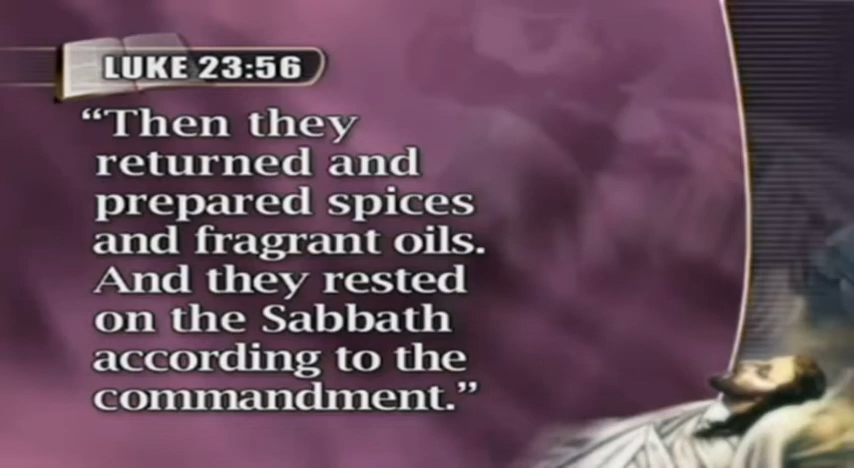 LUKE 23:56
“Then they
returned and
prepared spices
and fragrant oils.
And they rested
on the Sabbath
according to the
commandment.”